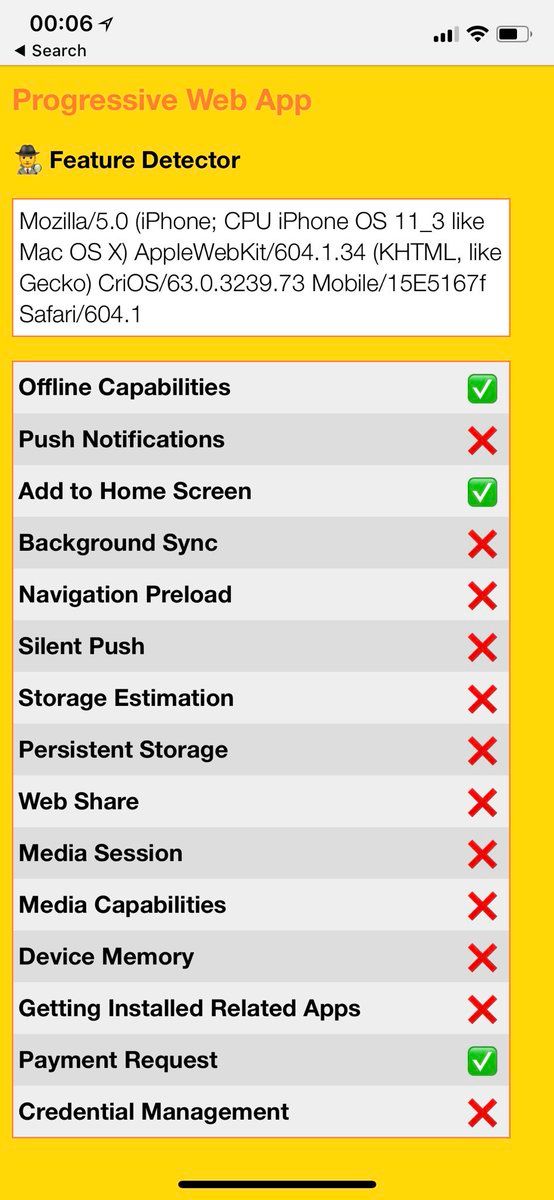 00:06
Search
Progressive Web App
Feature Detector
Mozilla/5.0 (iPhone; CPU iPhone OS 11_3 like
Mac OS X) AppleWebKit/604.1.34 (KHTML, like
Gecko) CriOS/63.0.3239.73 Mobile/15E5167f
Safari/604.1
Offline Capabilities
Push Notifications
Add to Home Screen
Background Sync
Navigation Preload
Silent Push
Storage Estimation
Persistent Storage
Web Share
Media Session
Media Capabilities
Device Memory
Getting Installed Related Apps
Payment Request
Credential Management